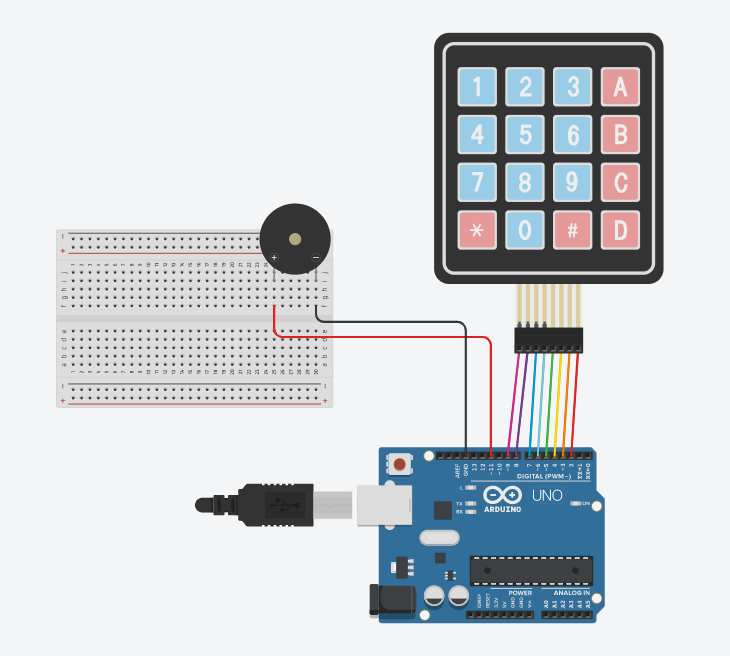 1 2 3 A
4 5 6 B
7 8 9 C
* 0 # D
+ −
j
i
h
g
f
e
d
c
b
a
AREF
GND
13
12
~11
~10
~9
8
7
~6
~5
4
~3
2
TX→1
RX←0
DIGITAL (PWM~)
L
TX
RX
UNO
ON
ARDUINO
POWER
ANALOG IN
IOREF
RESET
3.3V
5V
GND
GND
Vin
A0
A1
A2
A3
A4
A5